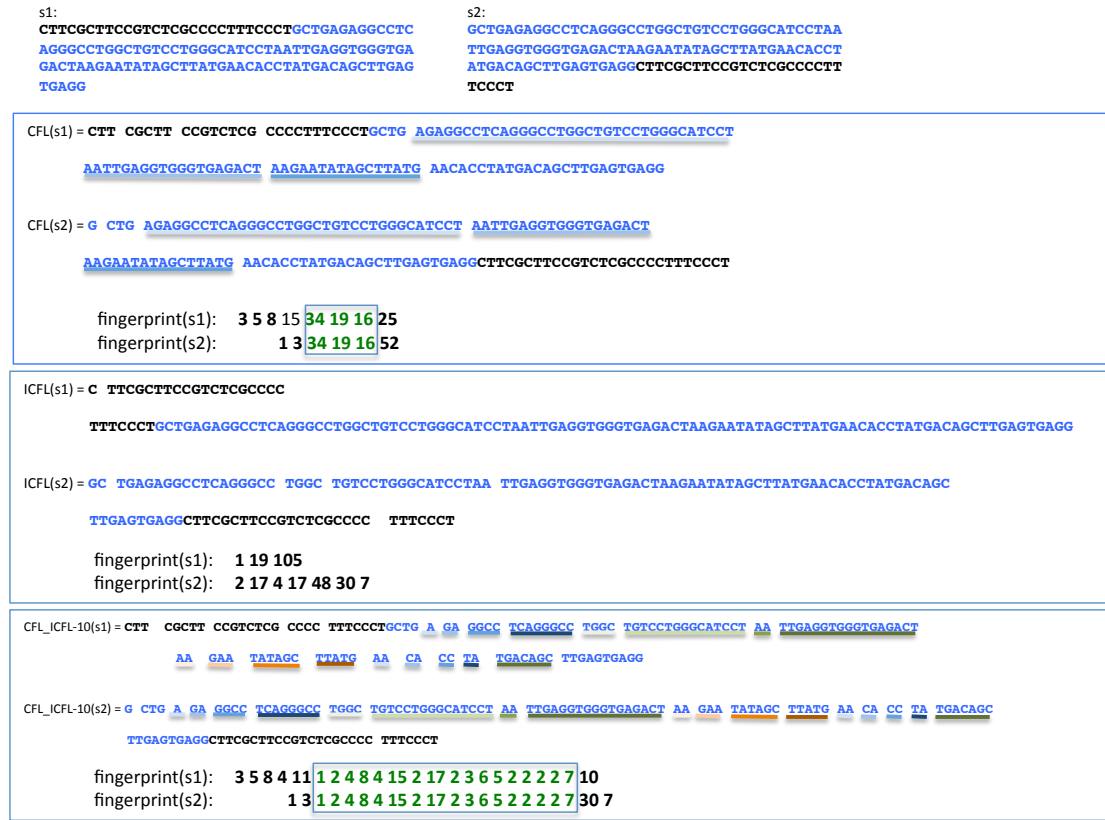 s1:
CTTCGCTTCCGTCTCGCCCCTTTCCCTGCTGAGAGGCCTC
AGGGCCTGGCTGTCCTGGGCATCCTAATTGAGGTGGGTGA
GACTAAGAATATAGCTTATGAACACCTATGACAGCTTGAG
TGAGG
s2:
GCTGAGAGGCCTCAGGGCCTGGCTGTCCTGGGCATCCTAA
TTGAGGTGGGTGAGACTAAGAATATAGCTTATGAACACCT
ATGACAGCTTGAGTGAGGCTTCGCTTCCGTCTCGCCCCTT
TCCCT
CFL(s1) = CTT CGCTT CCGTCTCG CCCCTTTCCCTGCTG AGAGGCCTCAGGGCCTGGCTGTCCTGGGCATCCT
AATTGAGGTGGGTGAGACT AAGAATATAGCTTATG AACACCTATGACAGCTTGAGTGAGG
CFL(s2) = G CTG AGAGGCCTCAGGGCCTGGCTGTCCTGGGCATCCT AATTGAGGTGGGTGAGACT
AAGAATATAGCTTATG AACACCTATGACAGCTTGAGTGAGGCTTCGCTTCCGTCTCGCCCCTTTCCCT
fingerprint(s1): 3 5 8 15 34 19 16 25
fingerprint(s2): 1 3 34 19 16 52
ICFL(s1) = C TTCGCTTCCGTCTCGCCCC
TTTCCCTGCTGAGAGGCCTCAGGGCCTGGCTGTCCTGGGCATCCTAATTGAGGTGGGTGAGACTAAGAATATAGCTTATGAACACCTATGACAGCTTGAGTGAGG
ICFL(s2) = GC TGAGAGGCCTCAGGGCC TGGC TGTCCTGGGCATCCTAA TTGAGGTGGGTGAGACTAAGAATATAGCTTATGAACACCTATGACAGC
TTGAGTGAGGCTTCGCTTCCGTCTCGCCCC TTTCCCT
fingerprint(s1): 1 19 105
fingerprint(s2): 2 17 4 17 48 30 7
CFL_ICFL-10(s1) = CTT CGCTT CCGTCTCG CCCC TTTCCCTGCTG A GA GGCC TCAGGGCC TGGC TGTCCTGGGCATCCT AA TTGAGGTGGGTGAGACT
AA GAA TATAGC TTATG AA CA CC TA TGACAGC TTGAGTGAGG
CFL_ICFL-10(s2) = G CTG A GA GGCC TCAGGGCC TGGC TGTCCTGGGCATCCT AA TTGAGGTGGGTGAGACT AA GAA TATAGC TTATG AA CA CC TA TGACAGC
TTGAGTGAGGCTTCGCTTCCGTCTCGCCCC TTTCCCT
fingerprint(s1): 3 5 8 4 11 1 2 4 8 4 15 2 17 2 3 6 5 2 2 2 2 7 10
fingerprint(s2): 1 3 1 2 4 8 4 15 2 17 2 3 6 5 2 2 2 2 7 30 7